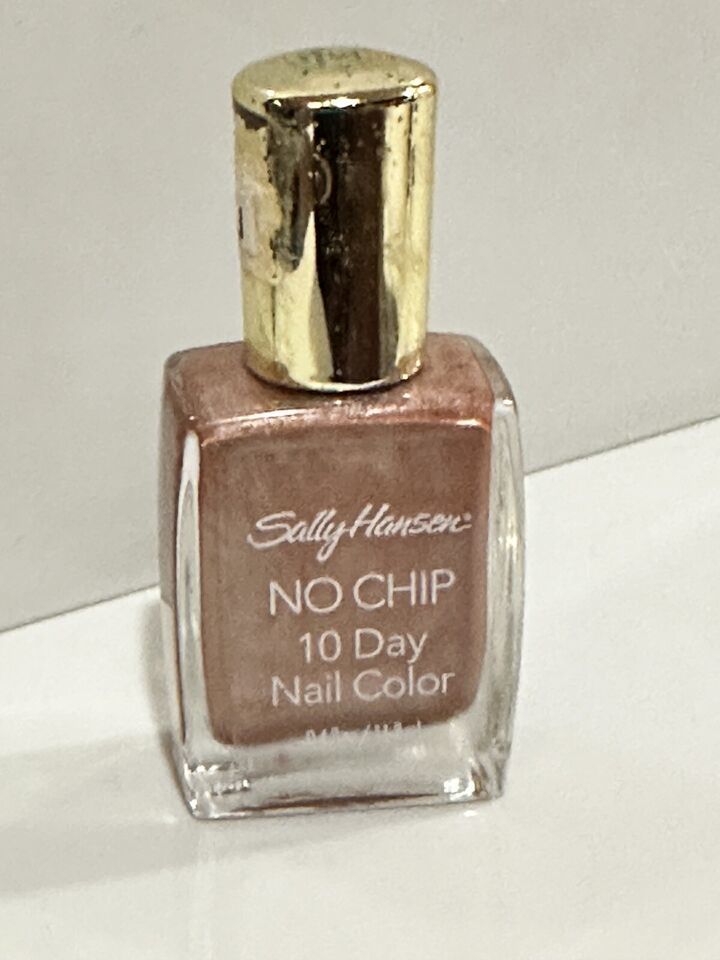 Sally Hansen®
NO CHIP
10 Day
Nail Color